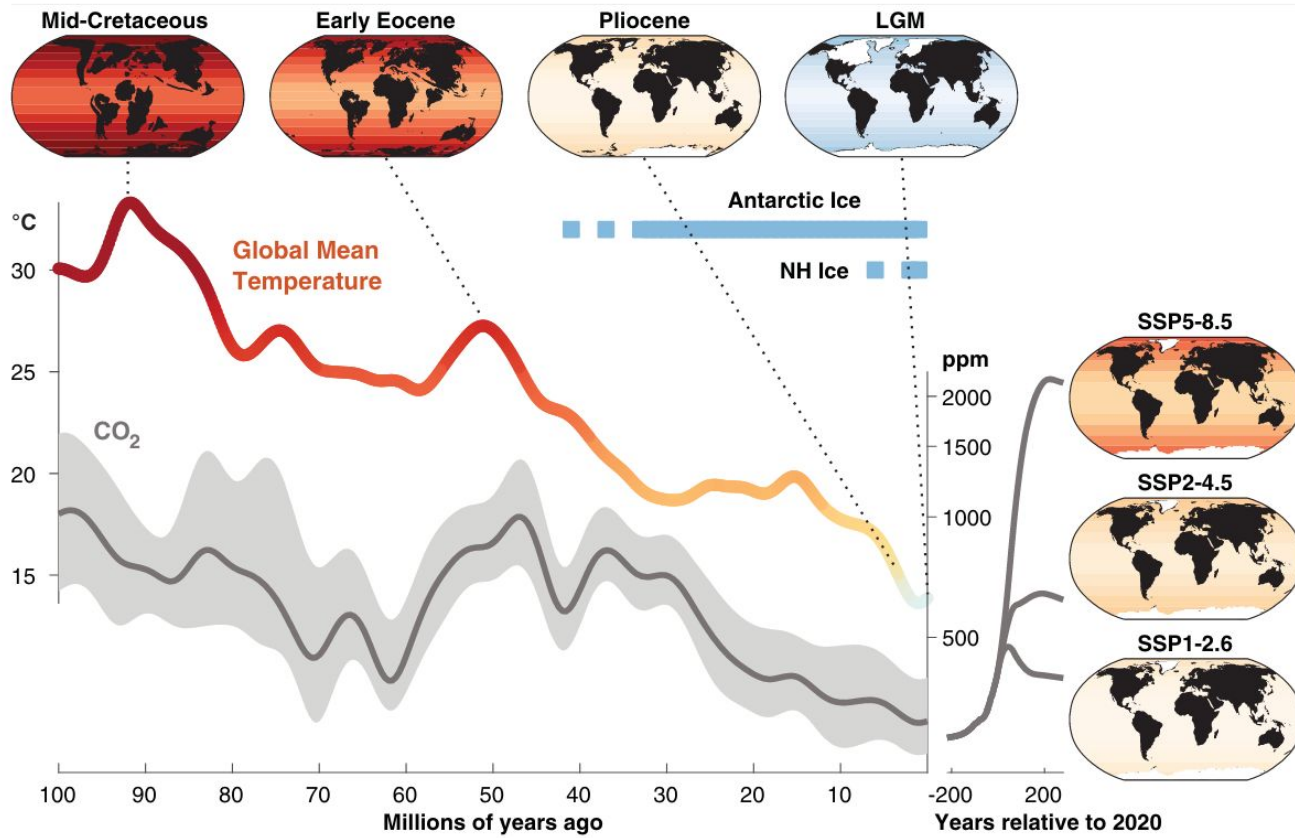 Mid-Cretaceous
Early Eocene
Pliocene
LGM
°C
30
25
20
15
Global Mean
Temperature
CO2
Antarctic Ice
NH Ice
ppm
2000
1500
1000
500
SSP5-8.5
SSP2-4.5
SSP1-2.6
100 90 80 70 60 50 40 30 20 10
-200 200
Millions of years ago
Years relative to 2020